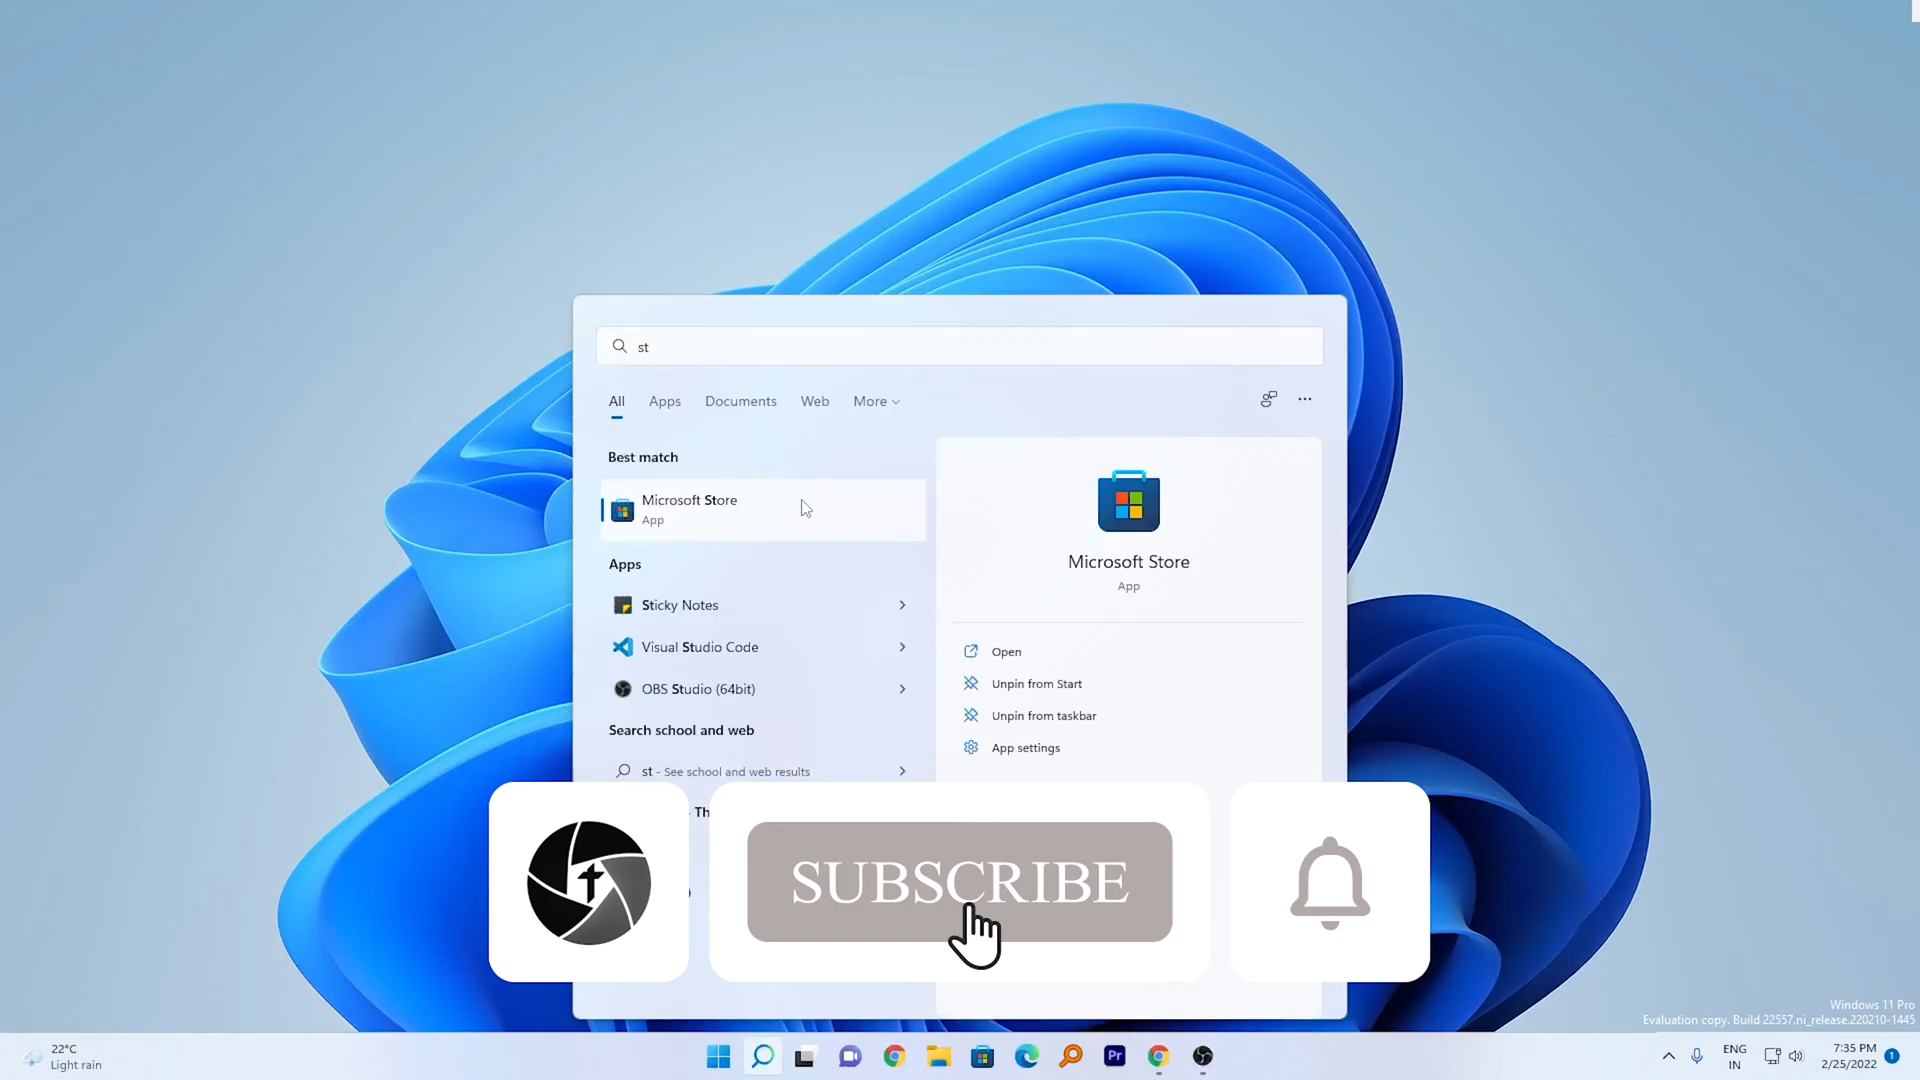 st
All Apps Documents Web More
Best match
Microsoft Store
App
Apps
Sticky Notes
Visual Studio Code
OBS Studio (64bit)
Search school and web
st - See school and web results
- Th
Microsoft Store
App
Open
Unpin from Start
Unpin from taskbar
App settings
t
SUBSCRIBE
Windows 11 Pro
Evaluation copy. Build 22557.ni_release.220210-1445
22°C
Light rain
Pr
ENG
IN
7:35 PM
2/25/2022
1